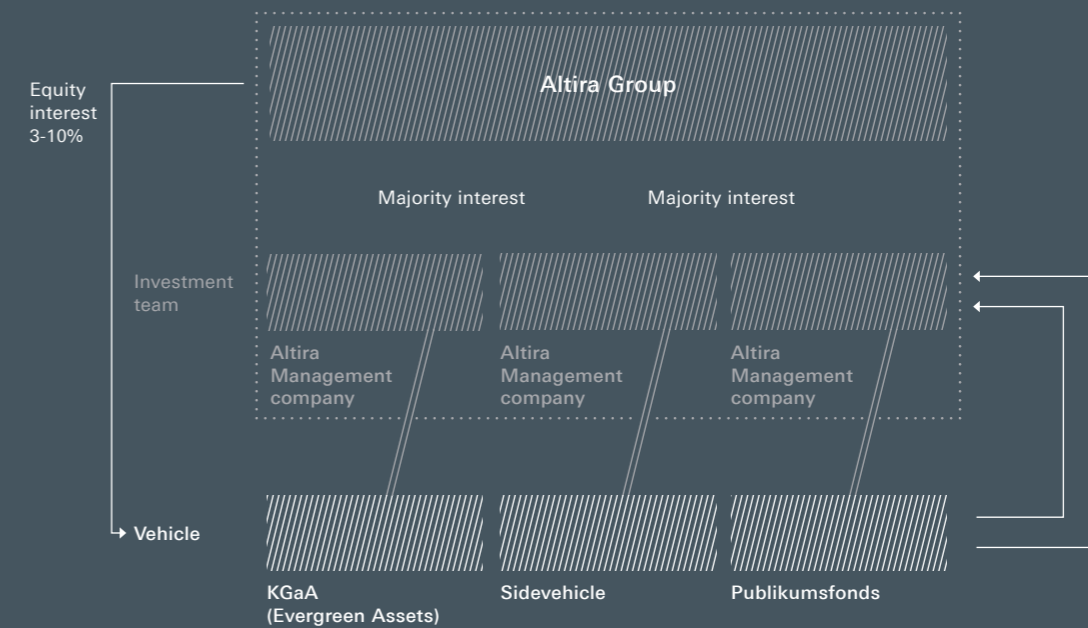 Altira Group
Equity
interest
3-10%
Majority interest
Majority interest
Investment
team
Altira
Management
company
Altira
Management
company
Altira
Management
company
Vehicle
KGaA
(Evergreen Assets)
Sidevehicle
Publikumsfonds